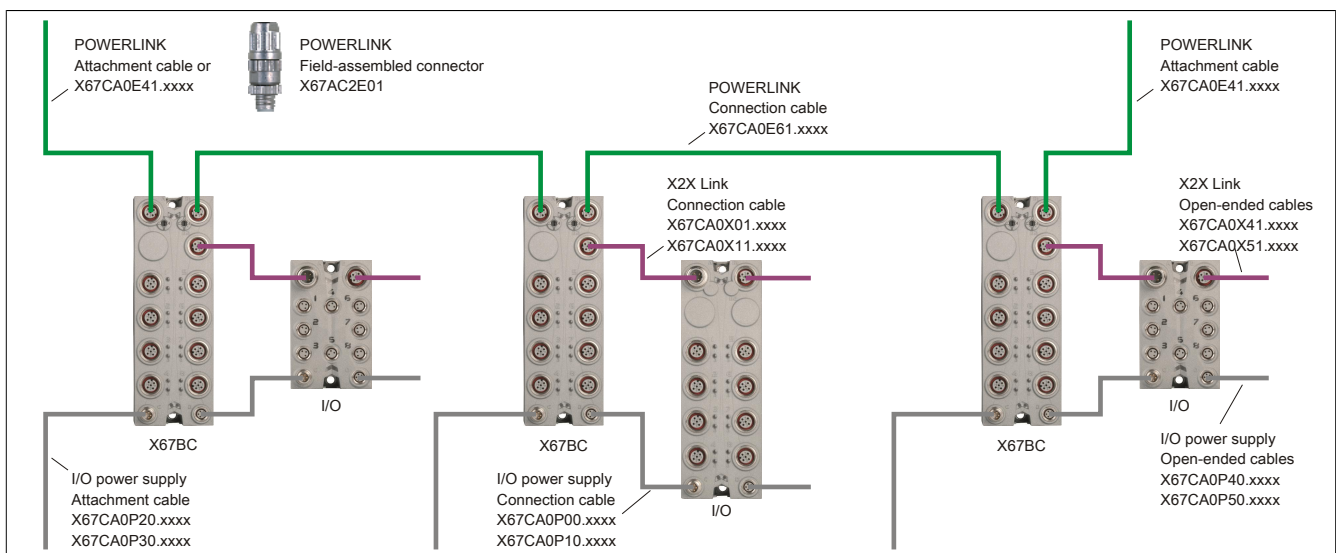 POWERLINK
Attachment cable or
X67CA0E41.xxxx
POWERLINK
Field-assembled connector
X67AC2E01
POWERLINK
Connection cable
X67CA0E61.xxxx
POWERLINK
Attachment cable
X67CA0E41.xxxx
X2X Link
Connection cable
X67CA0X01.xxxx
X67CA0X11.xxxx
X2X Link
Open-ended cables
X67CA0X41.xxxx
X67CA0X51.xxxx
I/O
X67BC
I/O power supply
Attachment cable
X67CA0P20.xxxx
X67CA0P30.xxxx
X67BC
I/O power supply
Connection cable
X67CA0P00.xxxx
X67CA0P10.xxxx
I/O
X67BC
I/O
I/O power supply
Open-ended cables
X67CA0P40.xxxx
X67CA0P50.xxxx